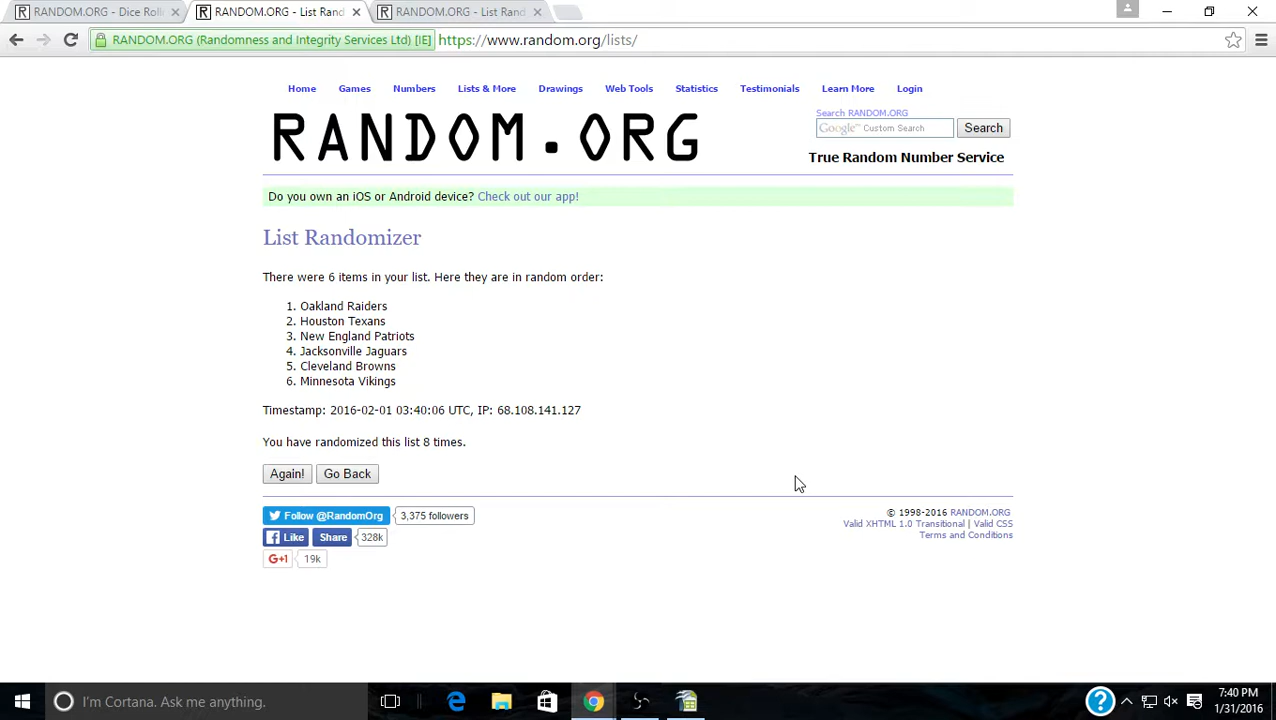 RANDOM.ORG - Dice Roll
RANDOM.ORG - List Rand
RANDOM.ORG - List Rand
RANDOM.ORG (Randomness and Integrity Services Ltd) [IE] https://www.random.org/lists/
Home Games Numbers Lists & More Drawings Web Tools Statistics Testimonials Learn More Login
Search RANDOM.ORG
Google™ Custom Search Search
RANDOM.ORG
True Random Number Service
Do you own an iOS or Android device? Check out our app!
List Randomizer
There were 6 items in your list. Here they are in random order:
1. Oakland Raiders
2. Houston Texans
3. New England Patriots
4. Jacksonville Jaguars
5. Cleveland Browns
6. Minnesota Vikings
Timestamp: 2016-02-01 03:40:06 UTC, IP: 68.108.141.127
You have randomized this list 8 times.
Again! Go Back
Follow @RandomOrg 3,375 followers
Like Share 328k
G+1 19k
© 1998-2016 RANDOM.ORG
Valid XHTML 1.0 Transitional | Valid CSS
Terms and Conditions
I'm Cortana. Ask me anything.
7:40 PM
1/31/2016